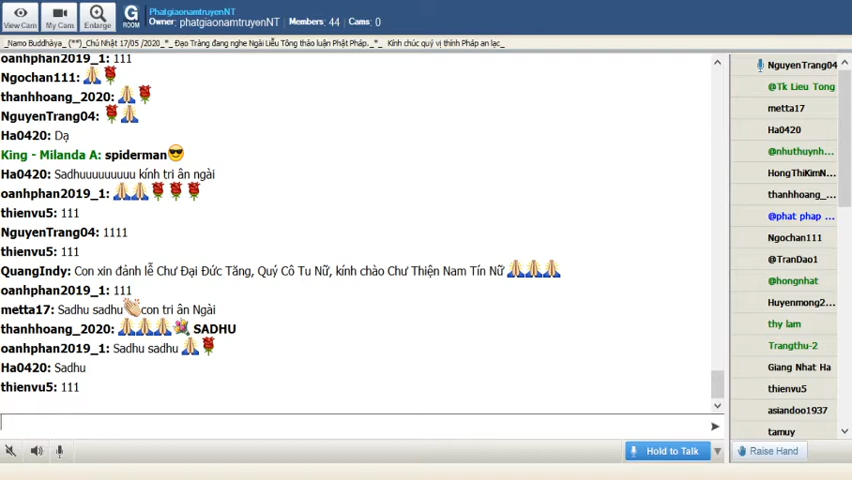 View Cam
My Cam
Enlarge
G ROOM
PhatgiaonamtruyenNT
Owner: phatgiaonamtruyenNT
Members: 44
Cams: 0
_Namo Buddhàya_ (**)_Chủ Nhật 17/05 /2020_*_ Đạo Tràng đang nghe Ngài Liễu Tông thảo luận Phật Pháp._*_ Kính chúc quý vị thính Pháp an lạc_
oanhphan2019_1: 111
Ngochan111:
thanhhoang_2020:
NguyenTrang04:
Ha0420: Dạ
King - Milanda A: spiderman
Ha0420: Sadhuuuuuuuuu kính tri ân ngài
oanhphan2019_1:
thienvu5: 111
NguyenTrang04: 1111
thienvu5: 111
QuangIndy: Con xin đảnh lễ Chư Đại Đức Tăng, Quý Cô Tu Nữ, kính chào Chư Thiện Nam Tín Nữ
oanhphan2019_1: 111
metta17: Sadhu sadhu con tri ân Ngài
thanhhoang_2020: SADHU
oanhphan2019_1: Sadhu sadhu
Ha0420: Sadhu
thienvu5: 111
Hold to Talk
NguyenTrang04
@Tk Lieu Tong
metta17
Ha0420
@nhuthuynh...
HongThiKimN...
thanhhoang_...
@phat phap ...
Ngochan111
@TranDao1
@hongnhat
Huyenmong2...
thy lam
Trangthu-2
Giang Nhat Ha
thienvu5
asiandoo1937
tamuy
Raise Hand